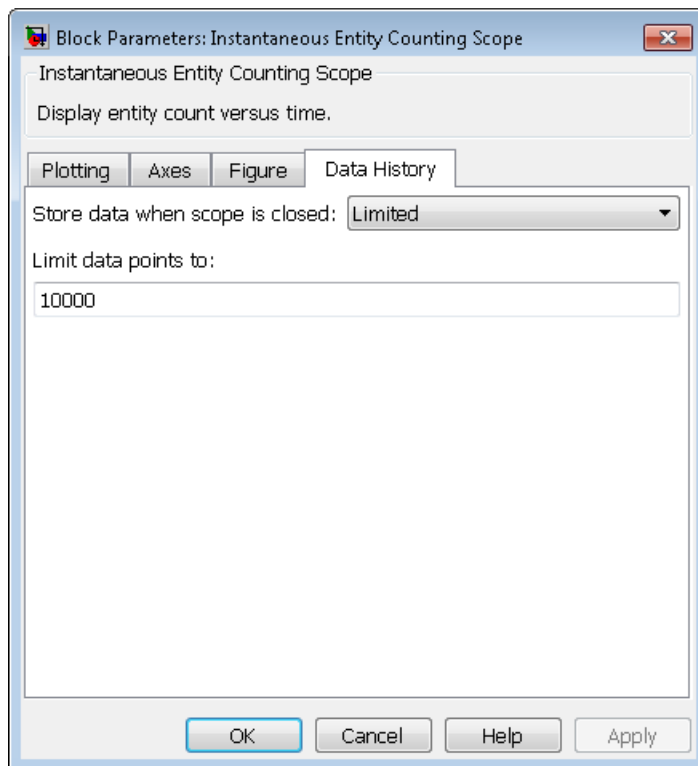 Block Parameters: Instantaneous Entity Counting Scope
Instantaneous Entity Counting Scope
Display entity count versus time.
Plotting Axes Figure Data History
Store data when scope is closed: Limited
Limit data points to:
10000
OK Cancel Help Apply